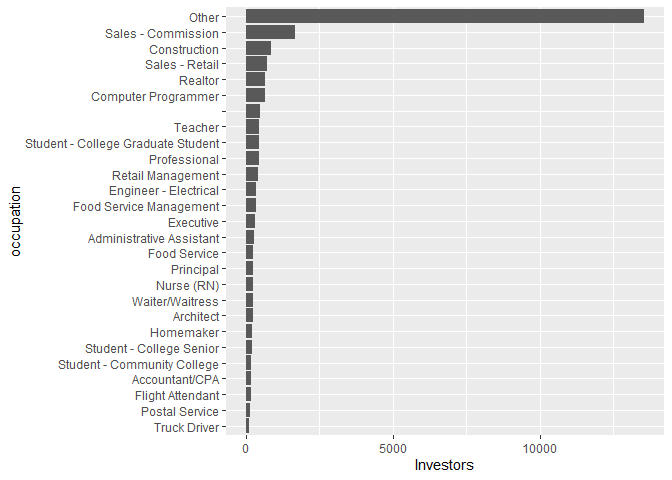 Other
Sales - Commission
Construction
Sales - Retail
Realtor
Computer Programmer
Teacher
Student - College Graduate Student
Professional
Retail Management
Engineer - Electrical
Food Service Management
Executive
Administrative Assistant
Food Service
Principal
Nurse (RN)
Waiter/Waitress
Architect
Homemaker
Student - College Senior
Student - Community College
Accountant/CPA
Flight Attendant
Postal Service
Truck Driver
occupation
0 5000 10000
Investors